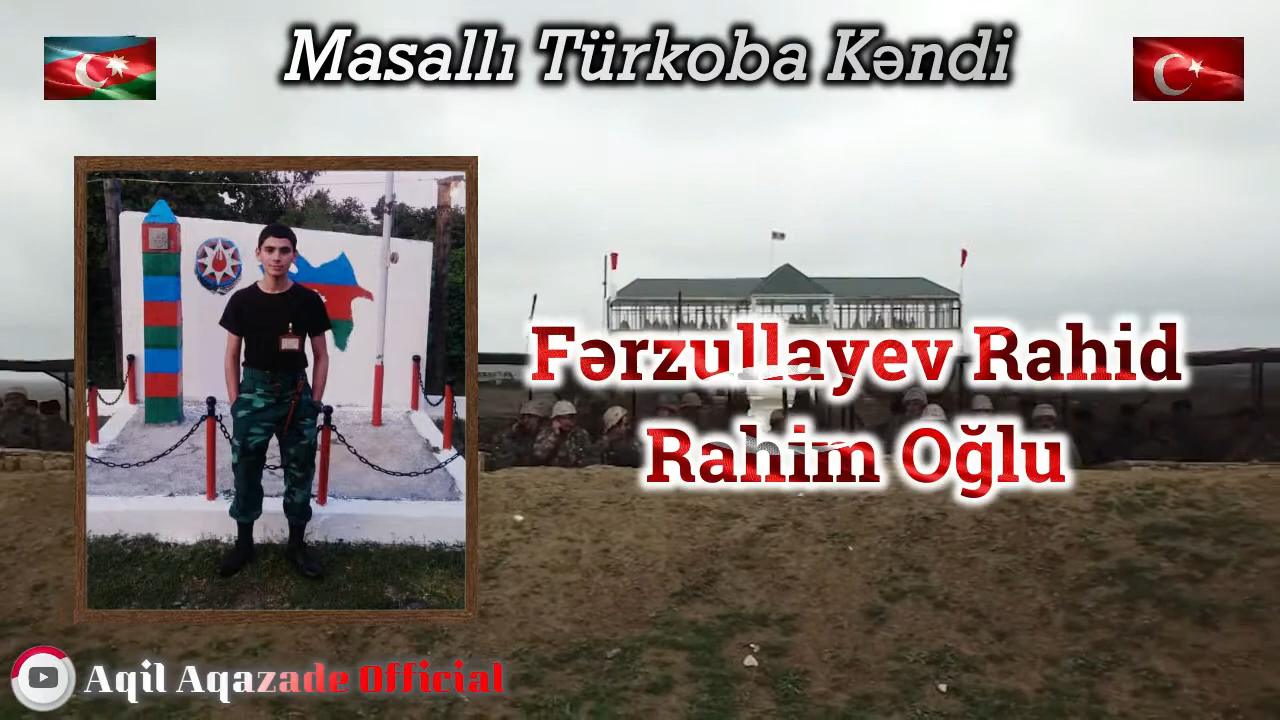 Masallı Türkoba Kəndi
Fərzullayev Rahid
Rahim Oğlu
Aqil Aqazade Official